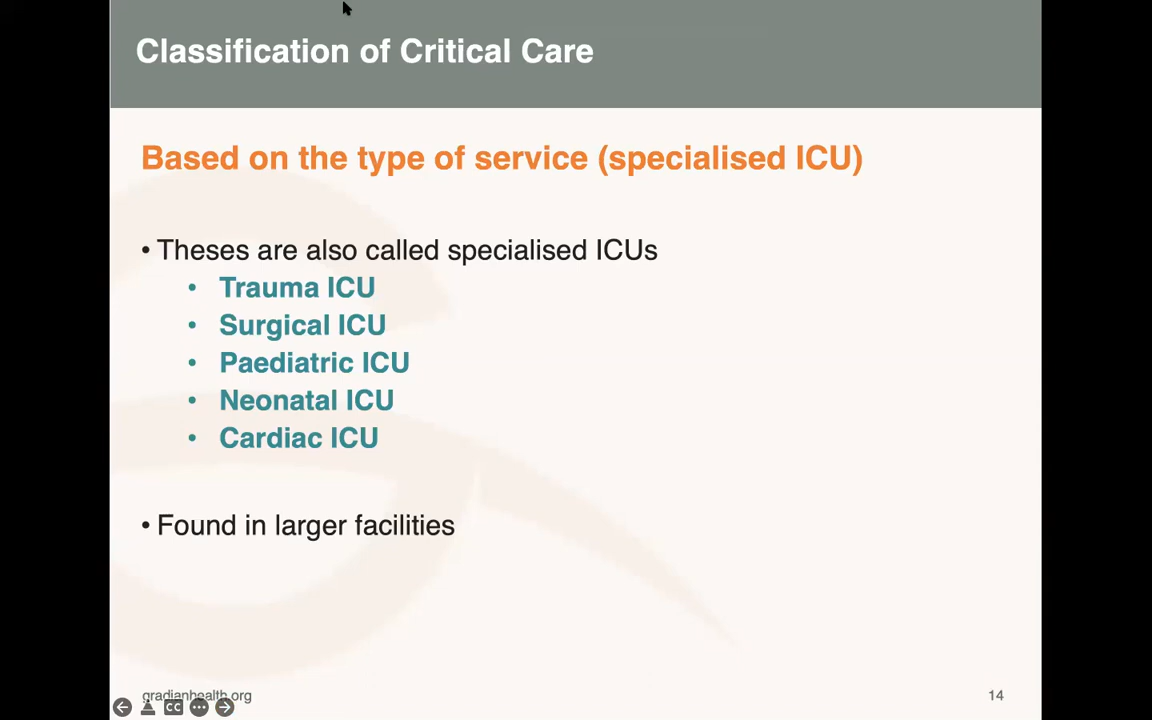 Classification of Critical Care
Based on the type of service (specialised ICU)
• Theses are also called specialised ICUs
• Trauma ICU
• Surgical ICU
• Paediatric ICU
• Neonatal ICU
• Cardiac ICU
• Found in larger facilities
gradianhealth.org
14
CC